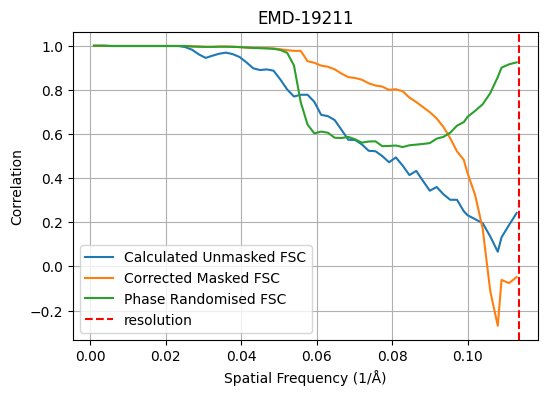 EMD-19211
Correlation
1.0
0.8
0.6
0.4
0.2
0.0
−0.2
Calculated Unmasked FSC
Corrected Masked FSC
Phase Randomised FSC
resolution
0.00 0.02 0.04 0.06 0.08 0.10
Spatial Frequency (1/Å)